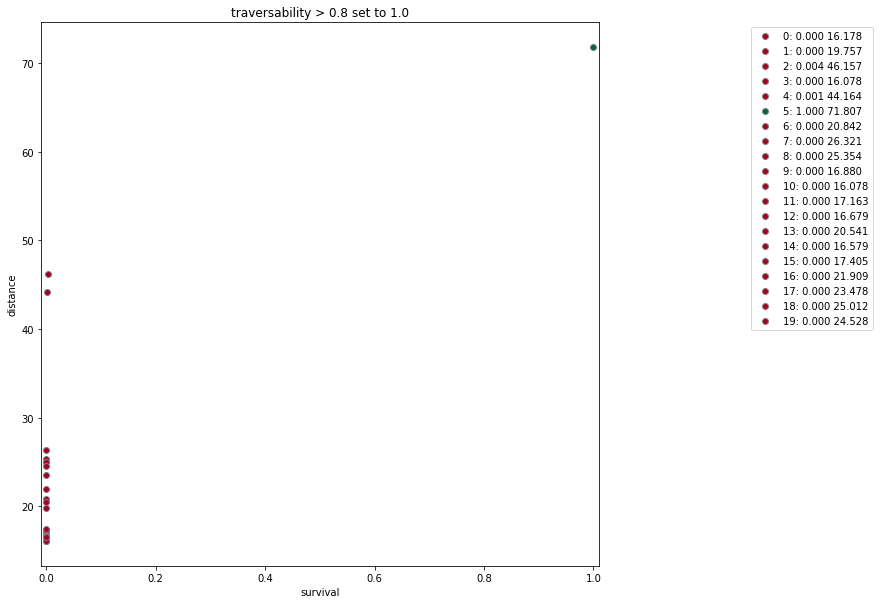 traversability > 0.8 set to 1.0
70
60
50
40
30
20
distance
0.0 0.2 0.4 0.6 0.8 1.0
survival
0: 0.000 16.178
1: 0.000 19.757
2: 0.004 46.157
3: 0.000 16.078
4: 0.001 44.164
5: 1.000 71.807
6: 0.000 20.842
7: 0.000 26.321
8: 0.000 25.354
9: 0.000 16.880
10: 0.000 16.078
11: 0.000 17.163
12: 0.000 16.679
13: 0.000 20.541
14: 0.000 16.579
15: 0.000 17.405
16: 0.000 21.909
17: 0.000 23.478
18: 0.000 25.012
19: 0.000 24.528